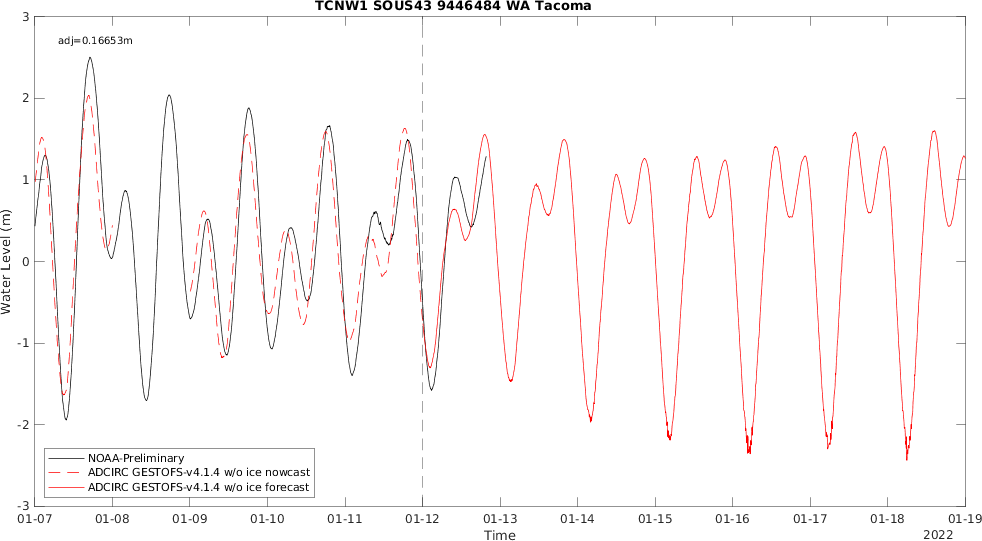 TCNW1 SOUS43 9446484 WA Tacoma
adj=0.16653m
3
2
1
0
-1
-2
-3
Water Level (m)
NOAA-Preliminary
ADCIRC GESTOFS-v4.1.4 w/o ice nowcast
ADCIRC GESTOFS-v4.1.4 w/o ice forecast
01-07 01-08 01-09 01-10 01-11 01-12 01-13 01-14 01-15 01-16 01-17 01-18 01-19
Time
2022